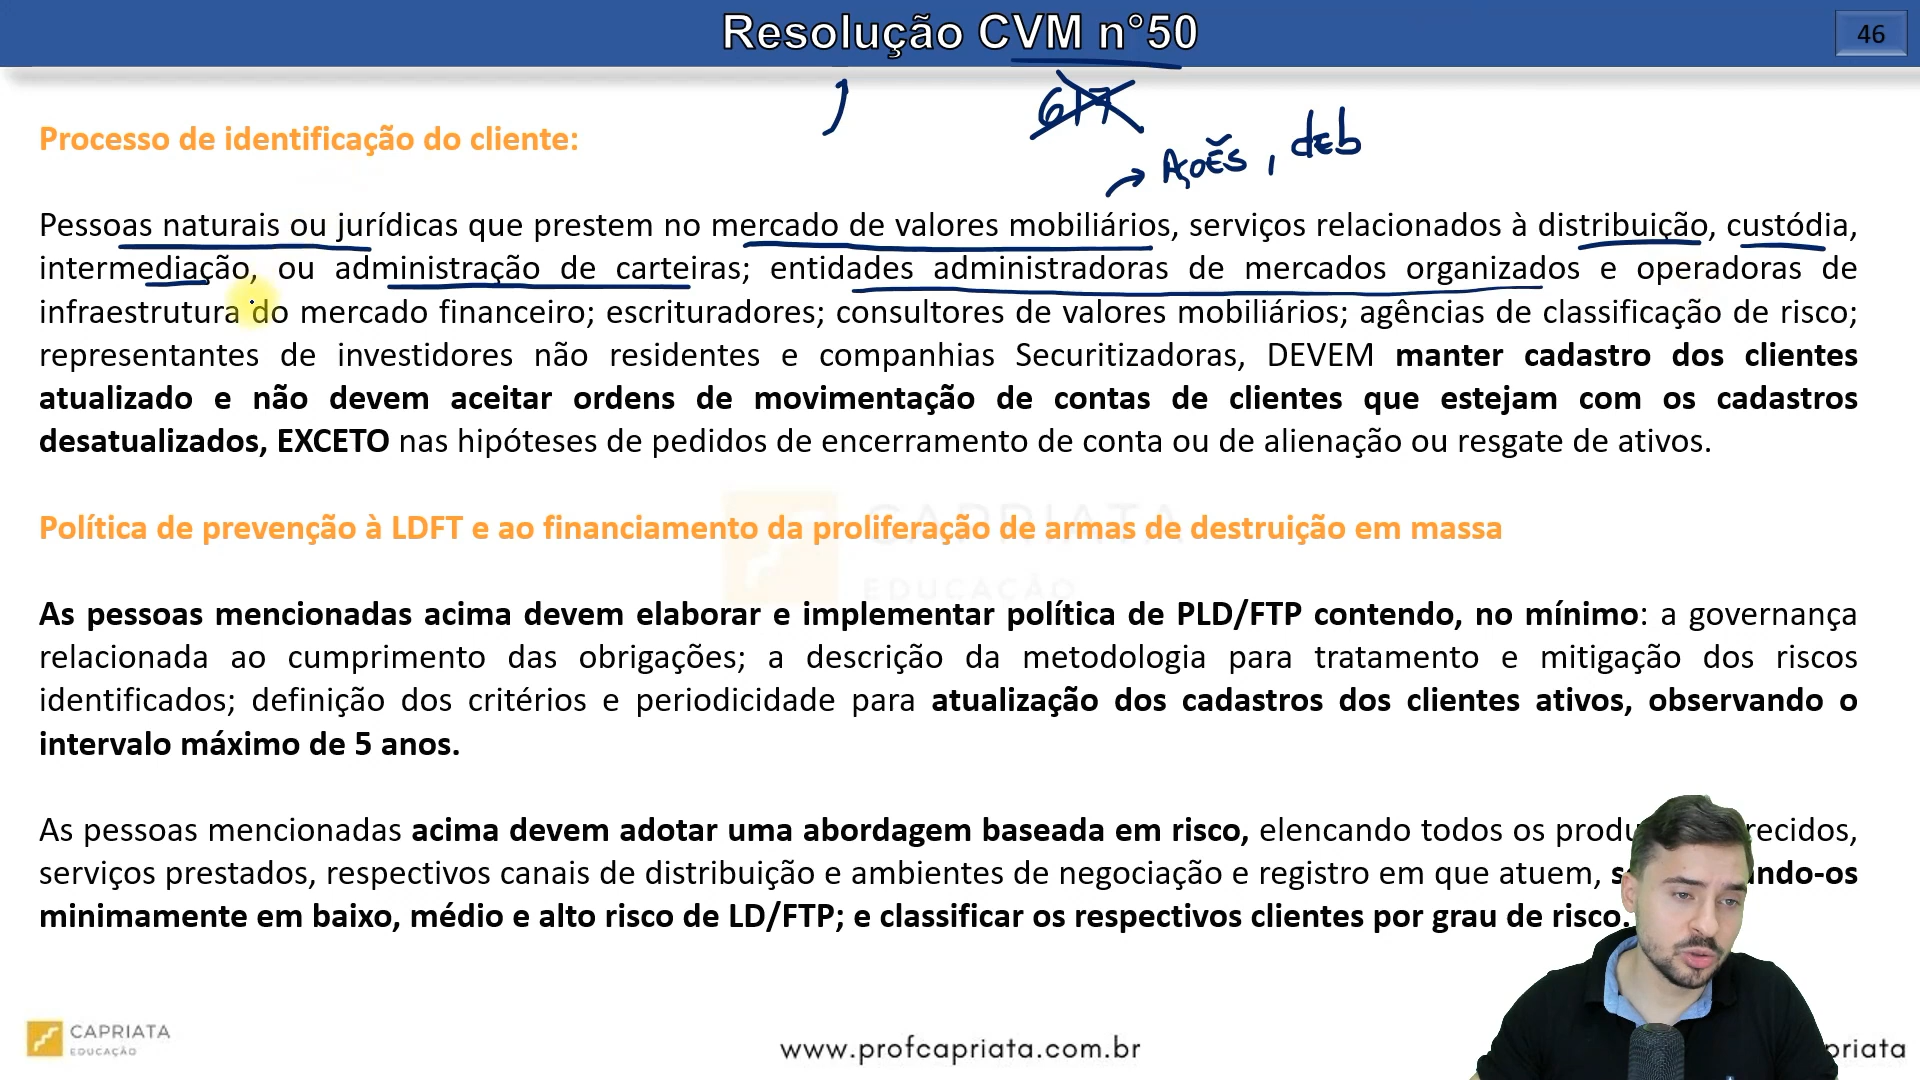 Resolução CVM n°50
46
617
Ações, deb
Processo de identificação do cliente:
Pessoas naturais ou jurídicas que prestem no mercado de valores mobiliários, serviços relacionados à distribuição, custódia,
intermediação, ou administração de carteiras; entidades administradoras de mercados organizados e operadoras de
infraestrutura do mercado financeiro; escrituradores; consultores de valores mobiliários; agências de classificação de risco;
representantes de investidores não residentes e companhias Securitizadoras, DEVEM manter cadastro dos clientes
atualizado e não devem aceitar ordens de movimentação de contas de clientes que estejam com os cadastros
desatualizados, EXCETO nas hipóteses de pedidos de encerramento de conta ou de alienação ou resgate de ativos.
CAPRIATA
EDUCAÇÃO
Política de prevenção à LDFT e ao financiamento da proliferação de armas de destruição em massa
As pessoas mencionadas acima devem elaborar e implementar política de PLD/FTP contendo, no mínimo: a governança
relacionada ao cumprimento das obrigações; a descrição da metodologia para tratamento e mitigação dos riscos
identificados; definição dos critérios e periodicidade para atualização dos cadastros dos clientes ativos, observando o
intervalo máximo de 5 anos.
As pessoas mencionadas acima devem adotar uma abordagem baseada em risco, elencando todos os
serviços prestados, respectivos canais de distribuição e ambientes de negociação e registro em que atuem,
minimamente em baixo, médio e alto risco de LD/FTP; e classificar os respectivos clientes por grau de risco.
CAPRIATA
EDUCAÇÃO
www.profcapriata.com.br